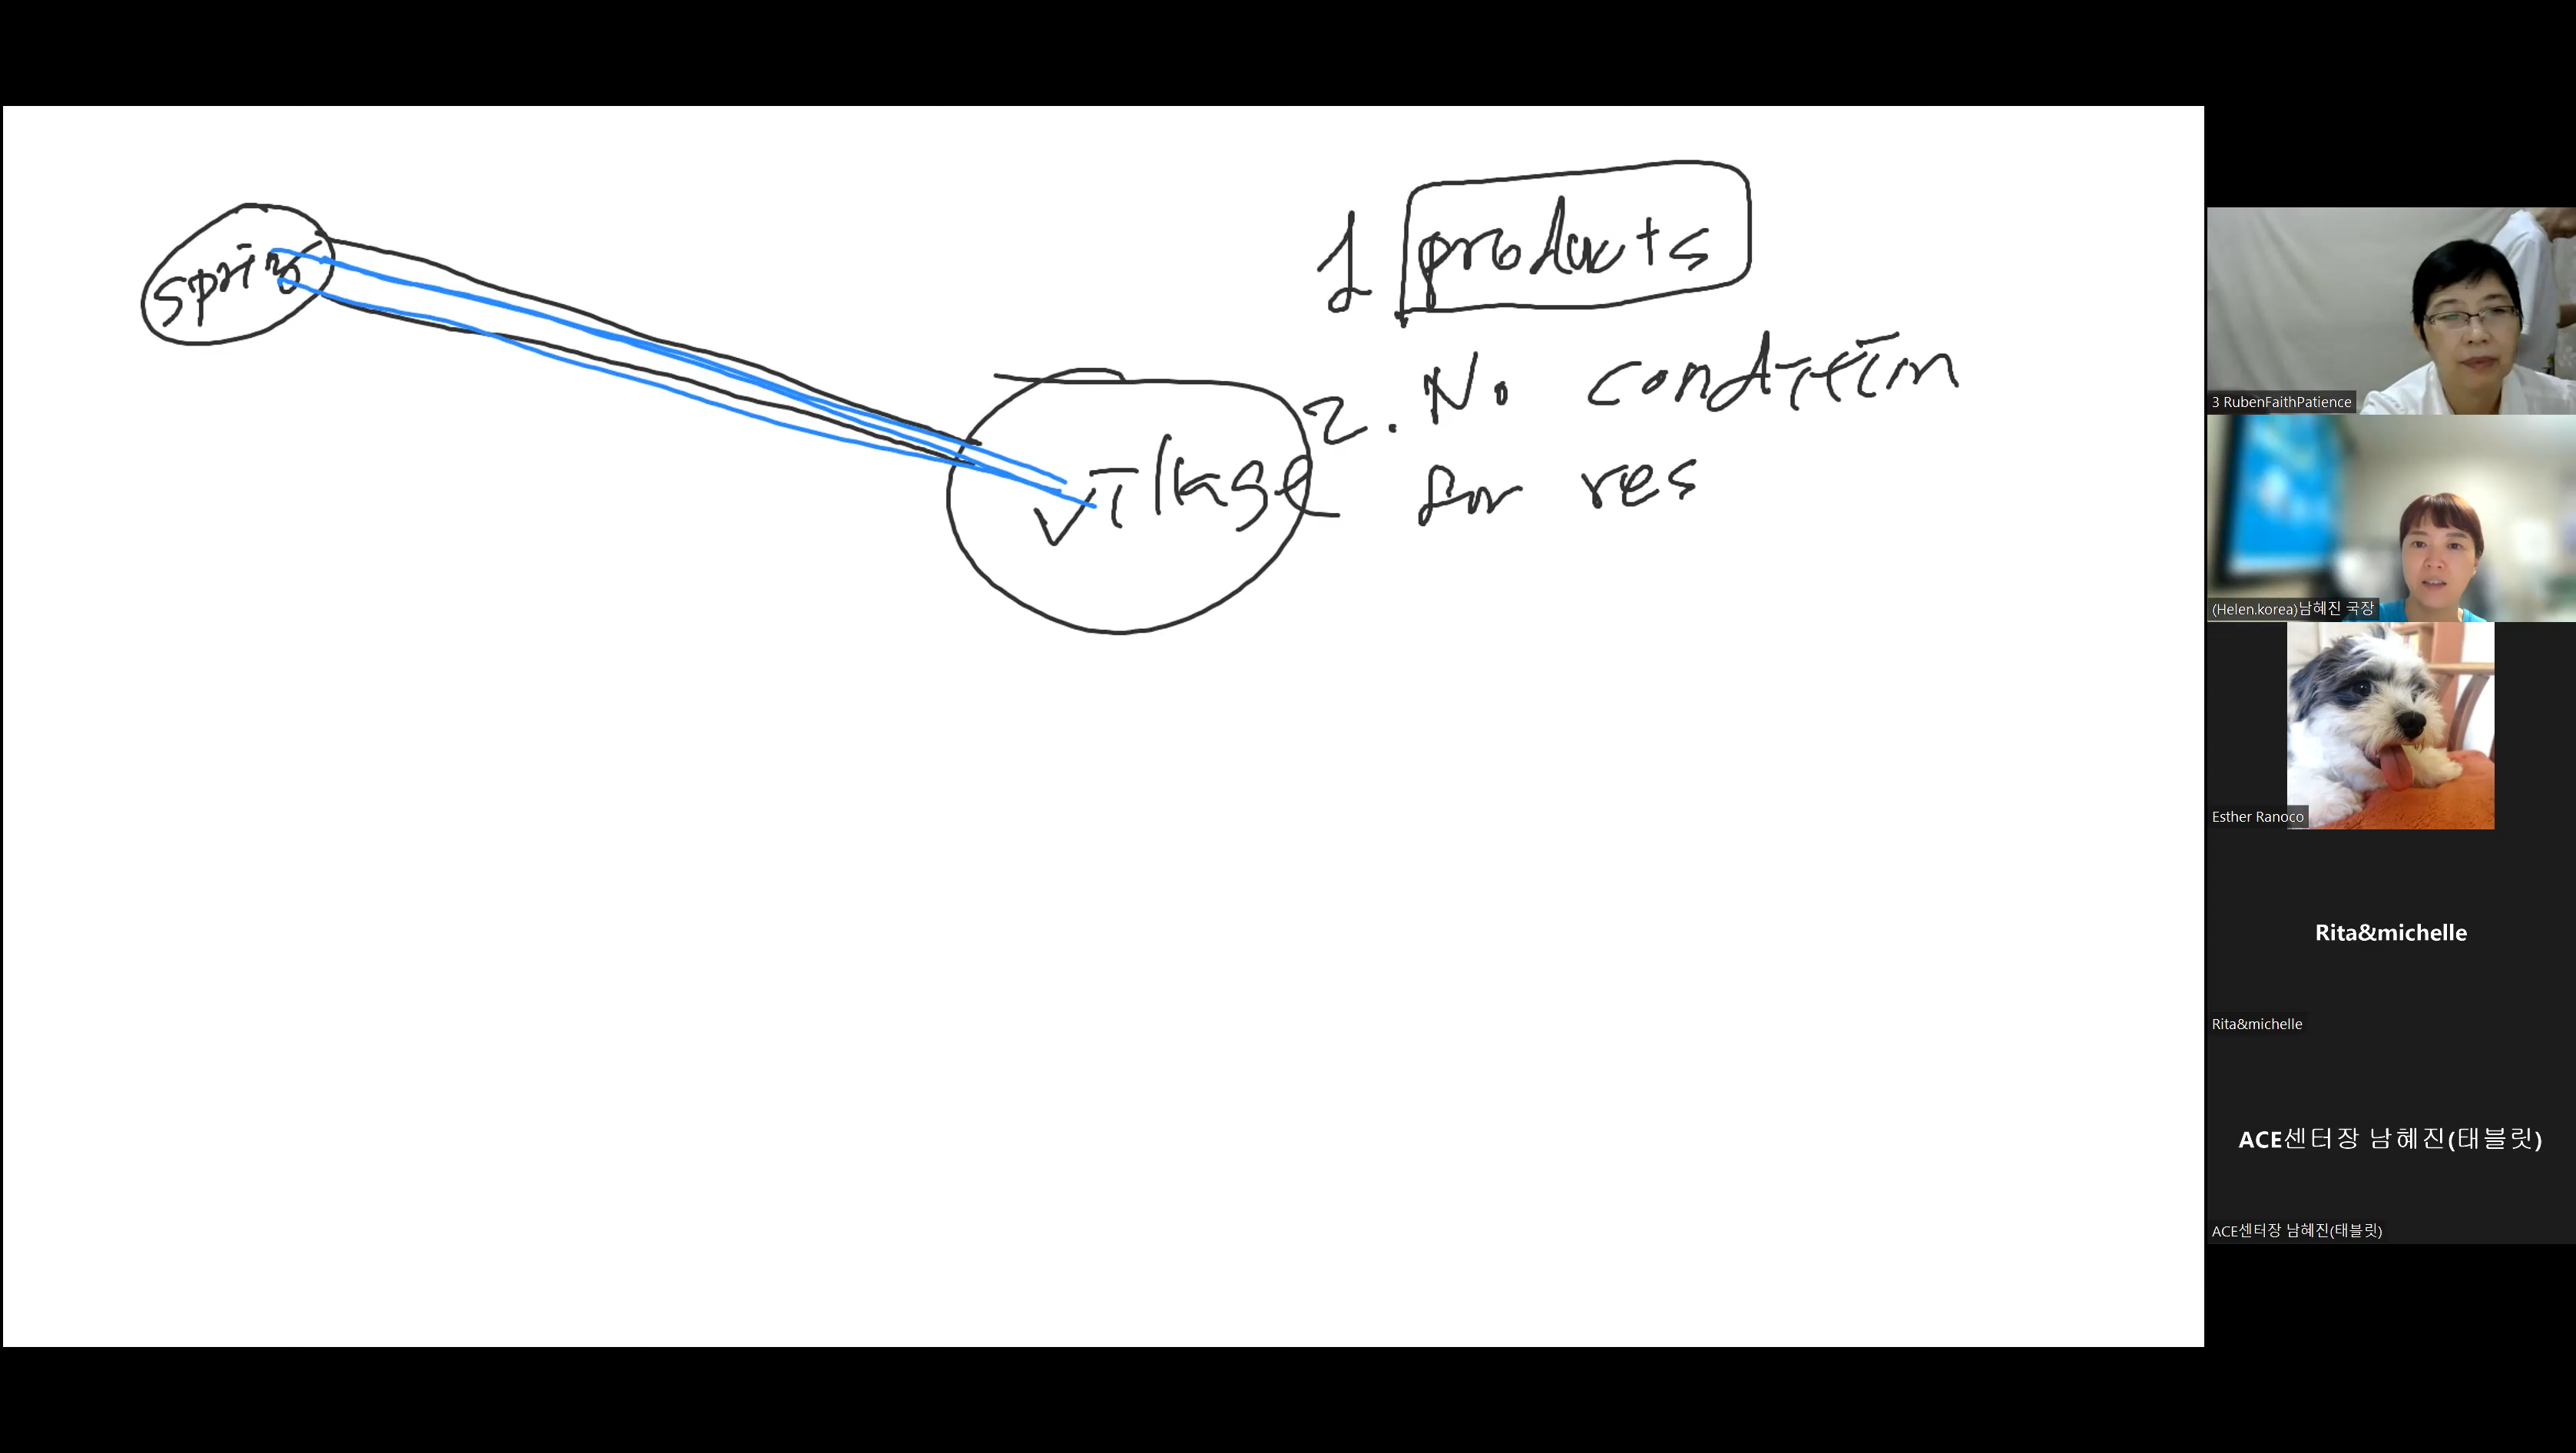 spring
village
1 products
2. No condition
for res
3 RubenFaithPatience
(Helen.korea)남혜진 국장
Esther Ranoco
Rita&michelle
Rita&michelle
ACE센터장 남혜진(태블릿)
ACE센터장 남혜진(태블릿)